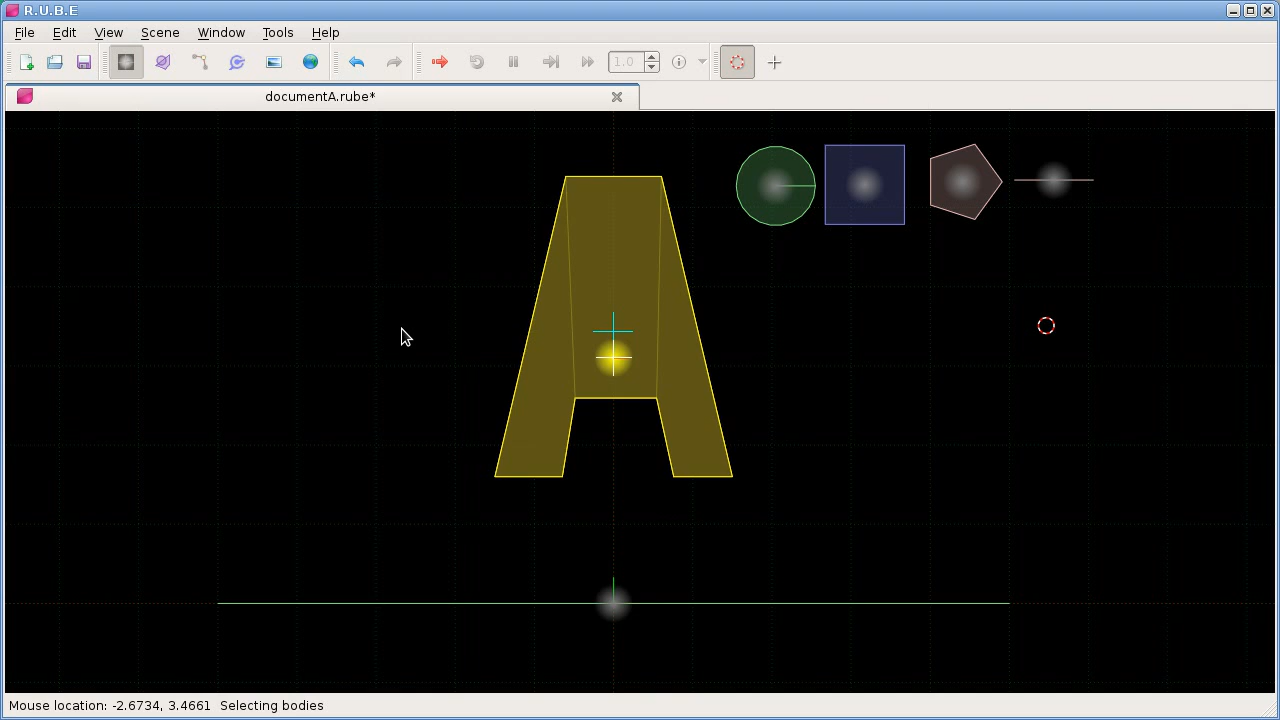 R.U.B.E
File Edit View Scene Window Tools Help
1.0
documentA.rube*
Mouse location: -2.6734, 3.4661 Selecting bodies